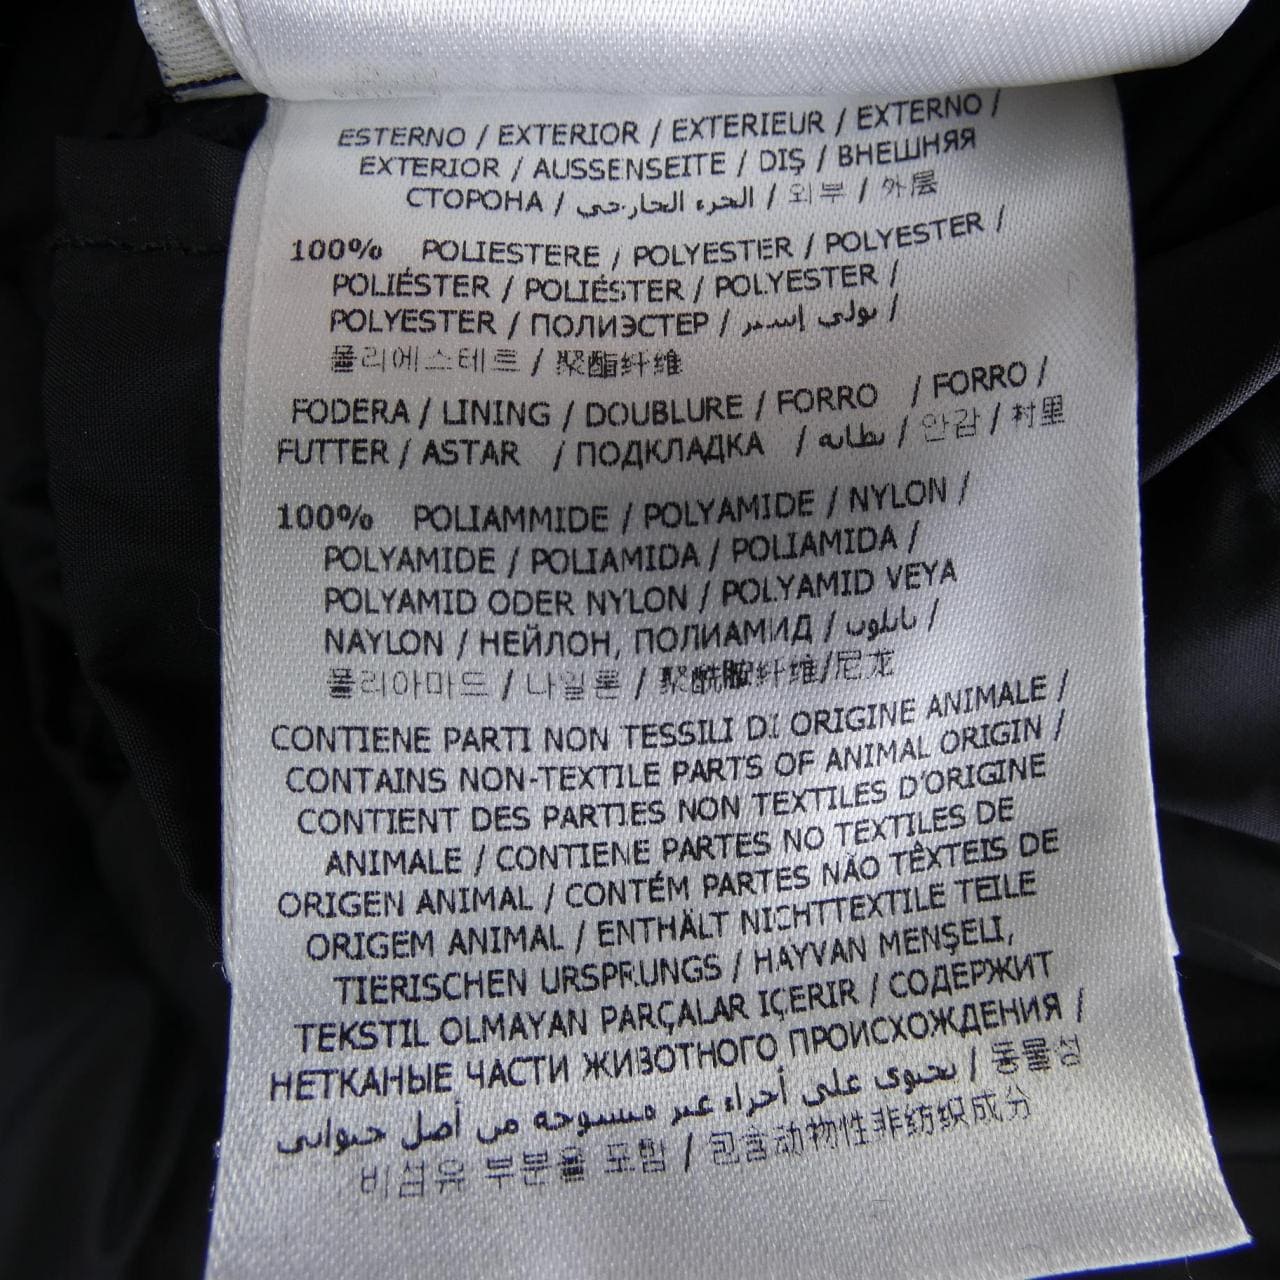 ESTERNO / EXTERIOR / EXTERIEUR / EXTERNO /
EXTERIOR / AUSSENSEITE / DIŞ / ВНЕШНЯЯ
СТОРОНА / الجزء الخارجي / 외부 / 外层
100% POLIESTERE / POLYESTER / POLYESTER /
POLIÉSTER / POLIÉSTER / POLYESTER /
POLYESTER / ПОЛИЭСТЕР / بولي إستر /
폴리에스테르 / 聚酯纤维
FODERA / LINING / DOUBLURE / FORRO / FORRO /
FUTTER / ASTAR / ПОДКЛАДКА / بطانة / 안감 / 村里
100% POLIAMMIDE / POLYAMIDE / NYLON /
POLYAMIDE / POLIAMIDA / POLIAMIDA /
POLYAMID ODER NYLON / POLYAMID VEYA
NAYLON / НЕЙЛОН, ПОЛИАМИД / نايلون /
폴리아마드 / 나일론 / 聚酰胺纤维/尼龙
CONTIENE PARTI NON TESSILI DI ORIGINE ANIMALE /
CONTAINS NON-TEXTILE PARTS OF ANIMAL ORIGIN /
CONTIENT DES PARTIES NON TEXTILES D'ORIGINE
ANIMALE / CONTIENE PARTES NO TEXTILES DE
ORIGEN ANIMAL / CONTÉM PARTES NÃO TÊXTEIS DE
ORIGEM ANIMAL / ENTHÄLT NICHTTEXTILE TEILE
TIERISCHEN URSPRUNGS / HAYVAN MENŞELI,
TEKSTIL OLMAYAN PARÇALAR IÇERIR / СОДЕРЖИТ
НЕТКАНЫЕ ЧАСТИ ЖИВОТНОГО ПРОИСХОЖДЕНИЯ /
يحتوي على أجزاء غير منسوجة من أصل حيواني / 동물성
비섬유 부분을 포함 / 包含动物性非纺织成分